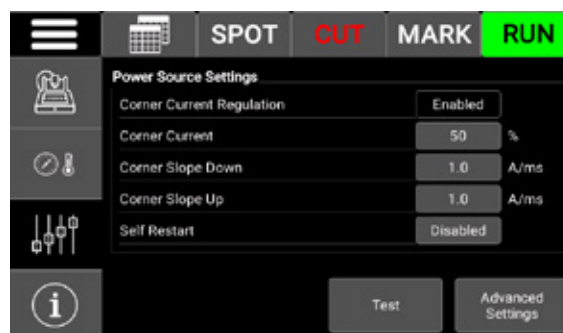 SPOT CUT MARK RUN
Power Source Settings
Corner Current Regulation Enabled
Corner Current 50 %
Corner Slope Down 1.0 A/ms
Corner Slope Up 1.0 A/ms
Self Restart Disabled
i Test Advanced
Settings